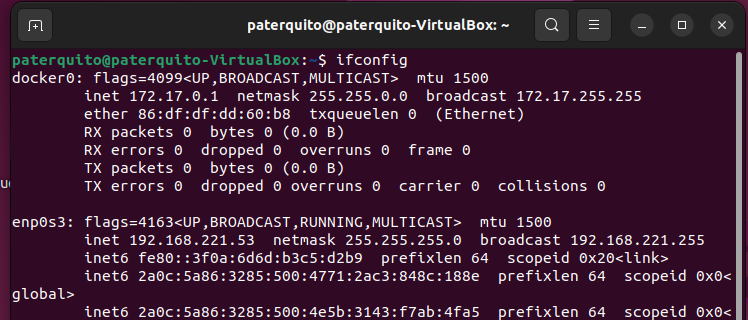 paterquito@paterquito-VirtualBox: ~
paterquito@paterquito-VirtualBox:~$ ifconfig
docker0: flags=4099<UP,BROADCAST,MULTICAST>  mtu 1500
        inet 172.17.0.1  netmask 255.255.0.0  broadcast 172.17.255.255
        ether 86:df:df:dd:60:b8  txqueuelen 0  (Ethernet)
        RX packets 0  bytes 0 (0.0 B)
        RX errors 0  dropped 0  overruns 0  frame 0
        TX packets 0  bytes 0 (0.0 B)
        TX errors 0  dropped 0 overruns 0  carrier 0  collisions 0

enp0s3: flags=4163<UP,BROADCAST,RUNNING,MULTICAST>  mtu 1500
        inet 192.168.221.53  netmask 255.255.255.0  broadcast 192.168.221.255
        inet6 fe80::3f0a:6d6d:b3c5:d2b9  prefixlen 64  scopeid 0x20<link>
        inet6 2a0c:5a86:3285:500:4771:2ac3:848c:188e  prefixlen 64  scopeid 0x0<
global>
        inet6 2a0c:5a86:3285:500:4e5b:3143:f7ab:4fa5  prefixlen 64  scopeid 0x0<